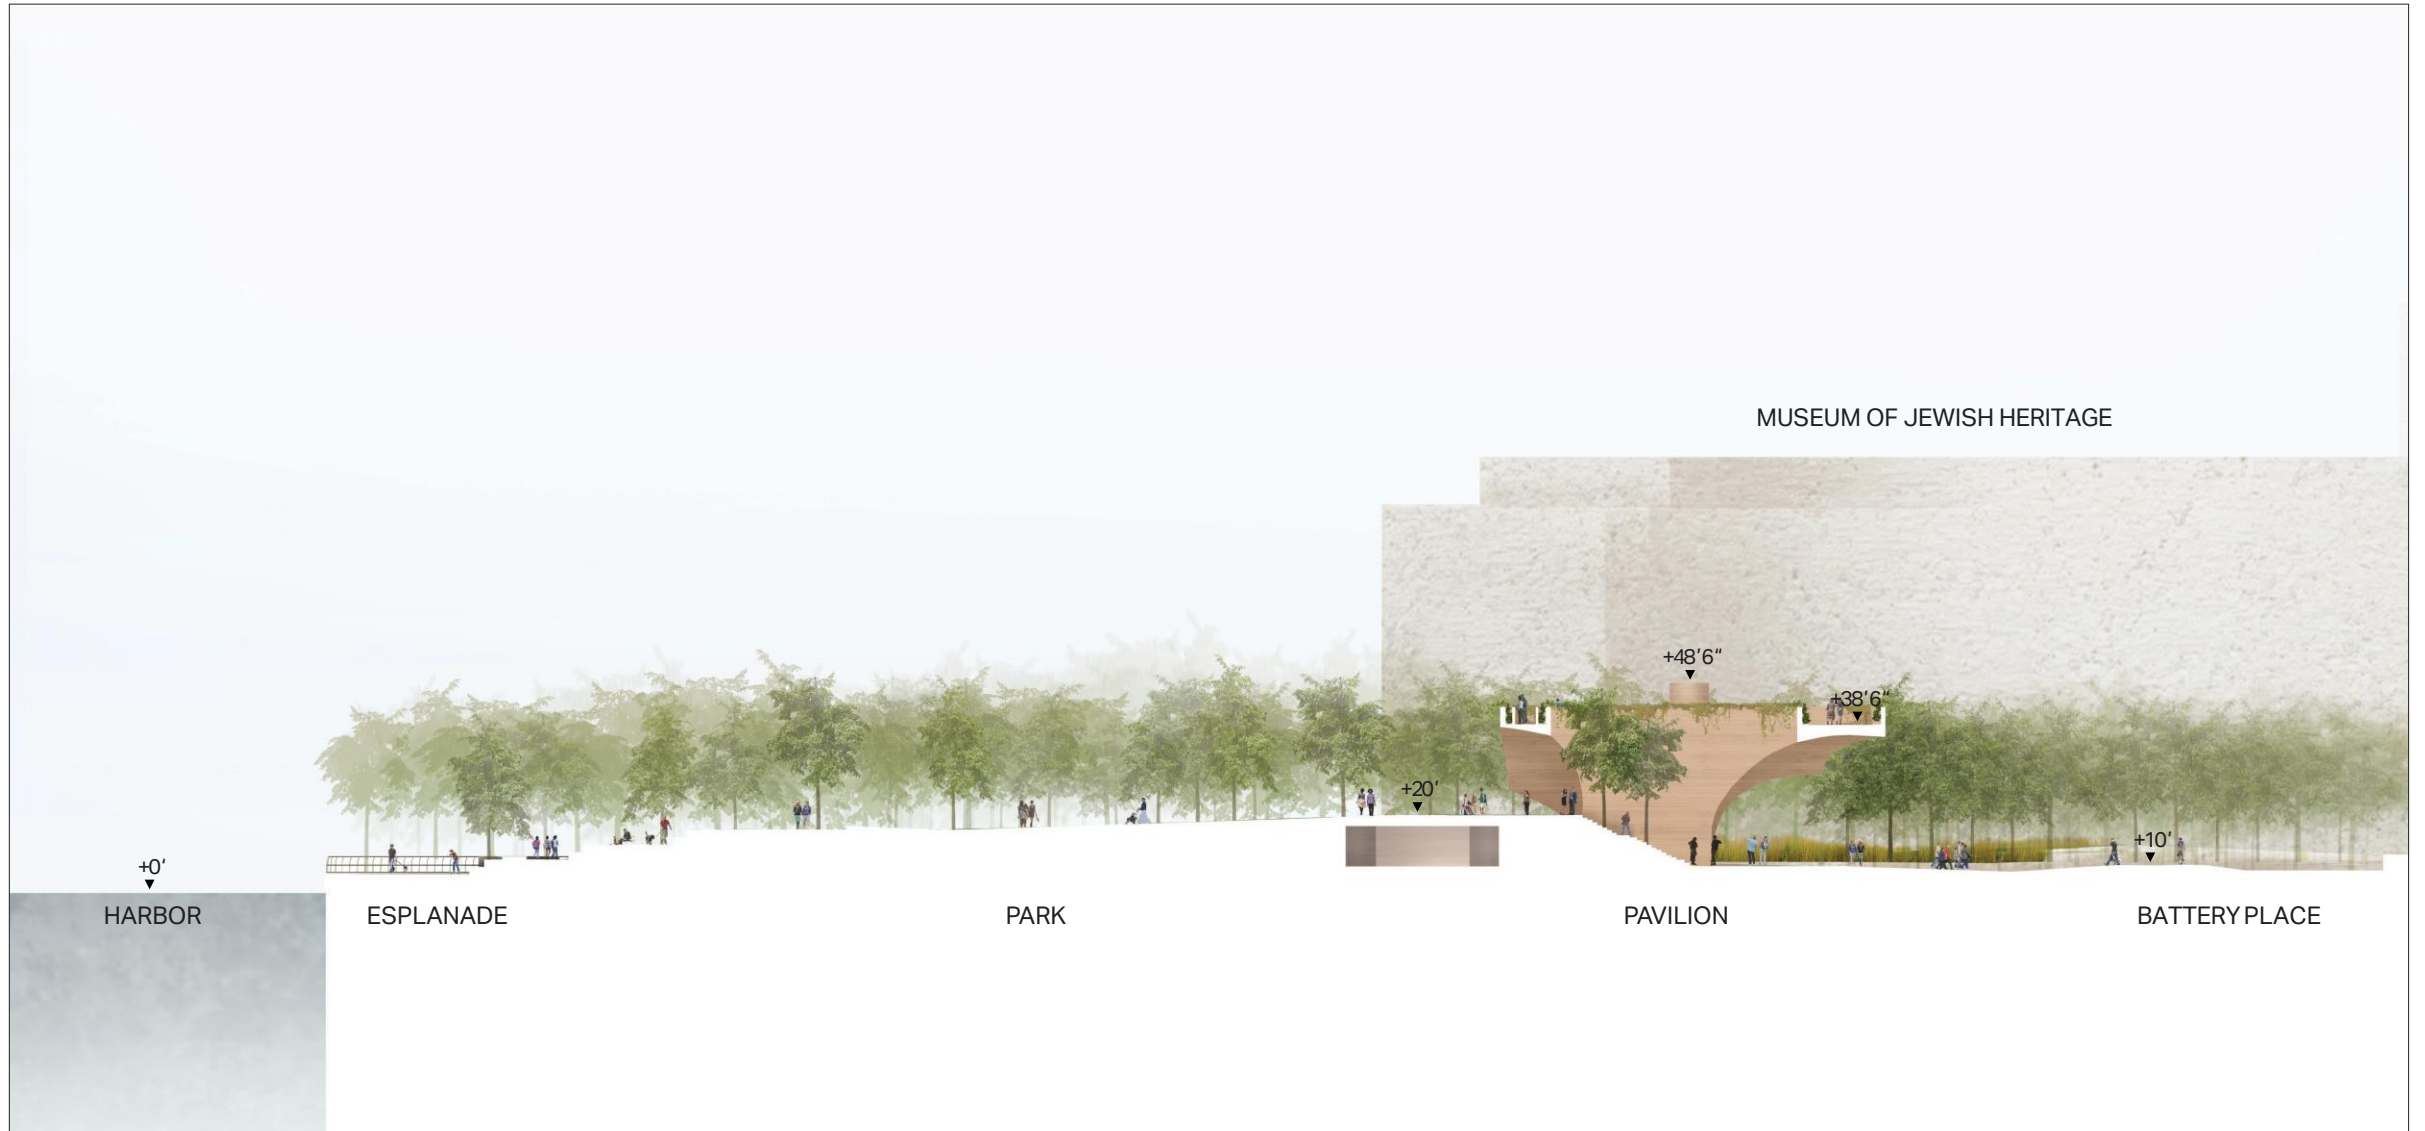 MUSEUM OF JEWISH HERITAGE
+48’6“
+38’6“
+20’
+10’
+0‘
HARBOR
ESPLANADE
PARK
PAVILION
BATTERY PLACE